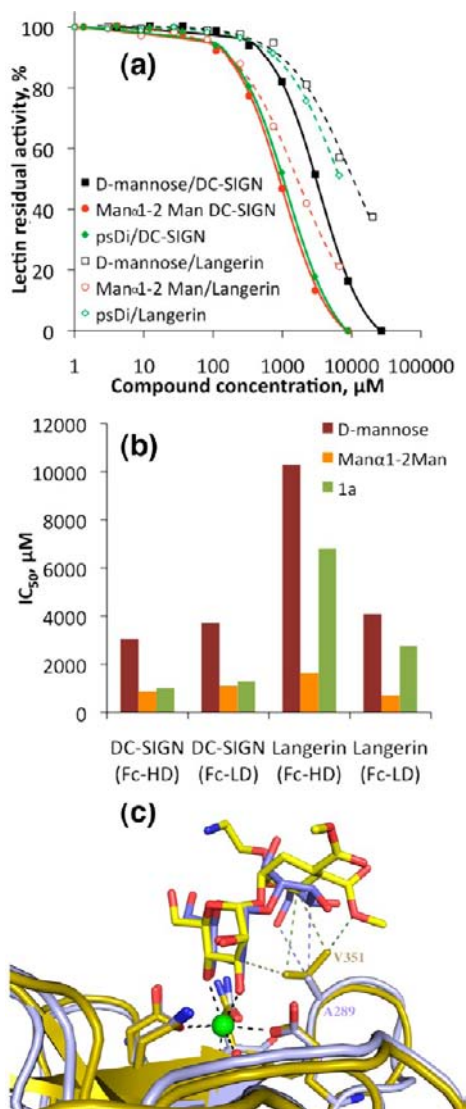 (a)
Lectin residual activity, %
100
80
60
40
20
0
D-mannose/DC-SIGN
Manα1-2 Man DC-SIGN
psDi/DC-SIGN
D-mannose/Langerin
Manα1-2 Man/Langerin
psDi/Langerin
1 10 100 1000 10000 100000
Compound concentration, µM
(b)
IC50, µM
12000
10000
8000
6000
4000
2000
0
D-mannose
Manα1-2Man
1a
DC-SIGN DC-SIGN Langerin Langerin
(Fc-HD) (Fc-LD) (Fc-HD) (Fc-LD)
(c)
V351
A289